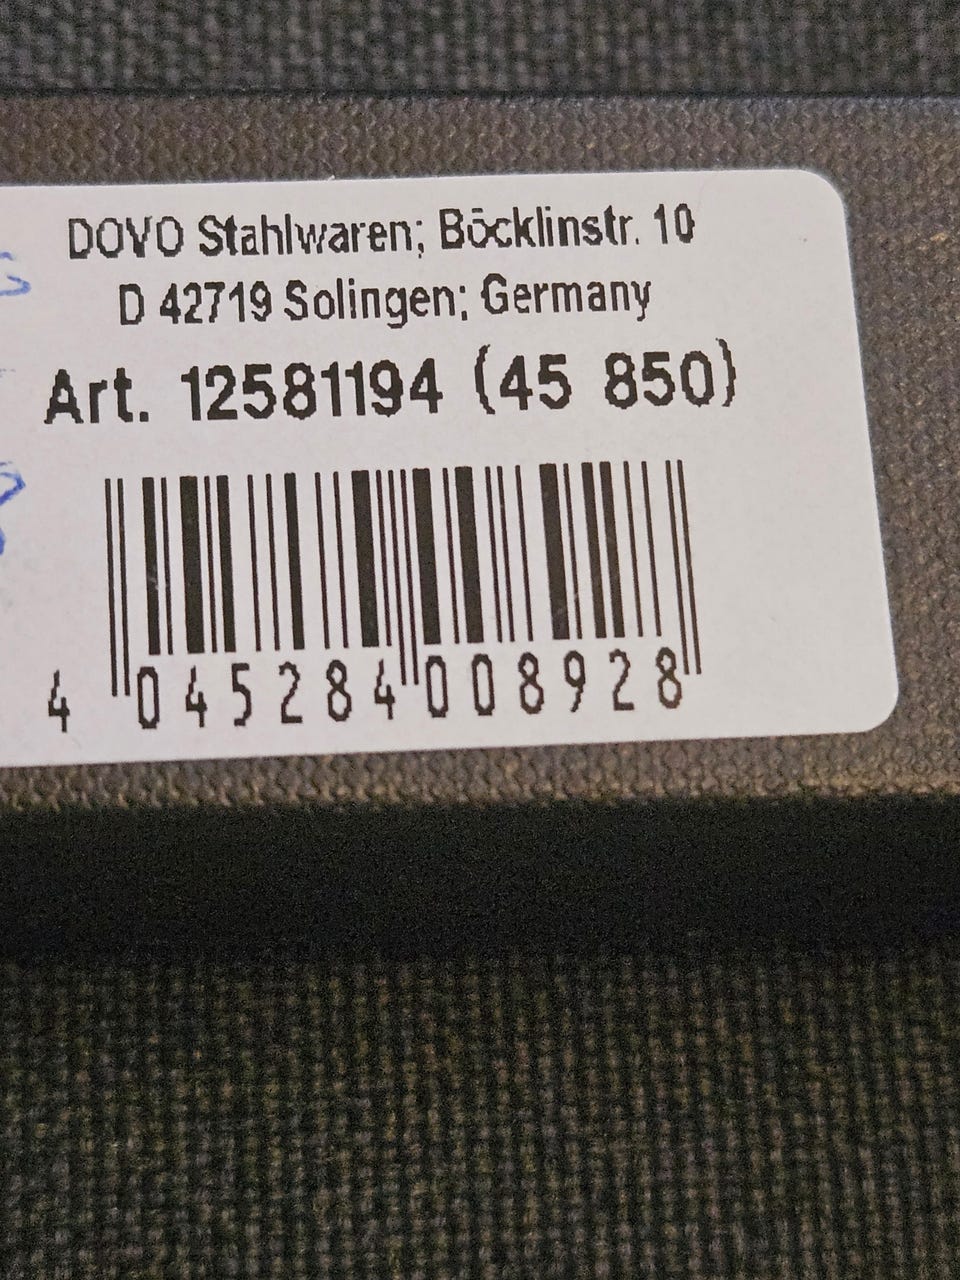 DOVO Stahlwaren; Böcklinstr. 10
D 42719 Solingen; Germany
Art. 12581194 (45 850)
4 045284 008928